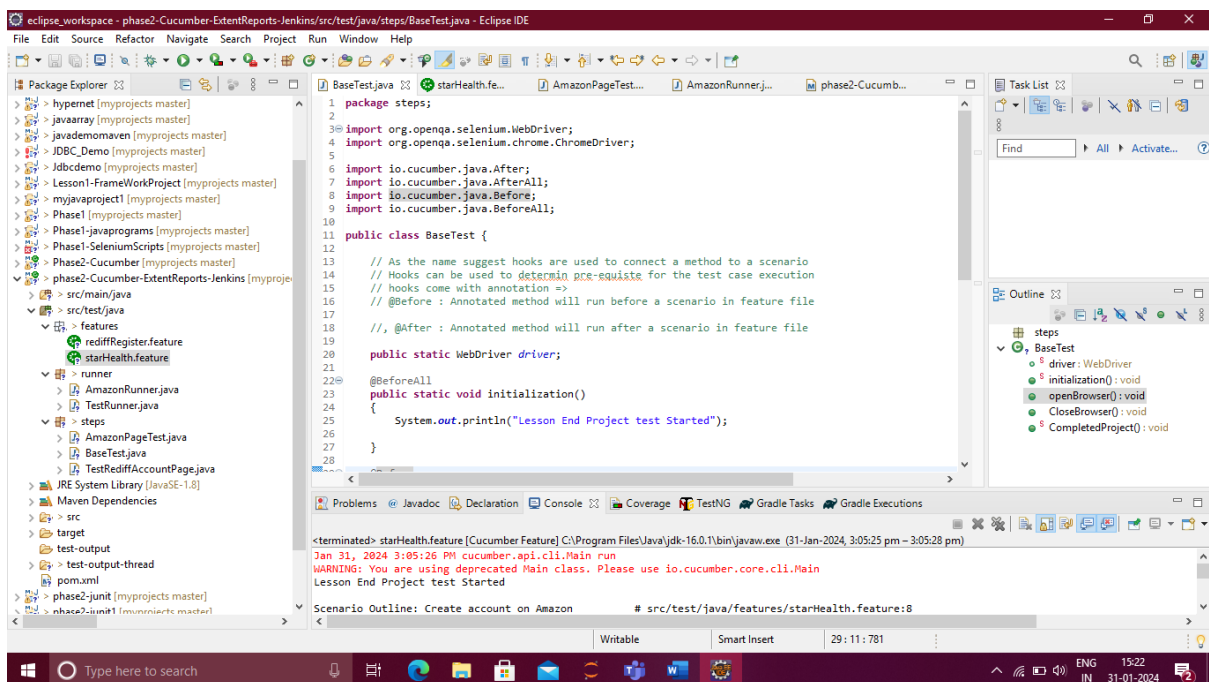 eclipse_workspace - phase2-Cucumber-ExtentReports-Jenkins/src/test/java/steps/BaseTest.java - Eclipse IDE
File Edit Source Refactor Navigate Search Project Run Window Help
Package Explorer
> hypernet [myprojects master]
> javaarray [myprojects master]
> javademomaven [myprojects master]
> JDBC_Demo [myprojects master]
> Jdbcdemo [myprojects master]
> Lesson1-FrameWorkProject [myprojects master]
> myjavaproject1 [myprojects master]
> Phase1 [myprojects master]
> Phase1-javaprograms [myprojects master]
> Phase1-SeleniumScripts [myprojects master]
> Phase2-Cucumber [myprojects master]
> phase2-Cucumber-ExtentReports-Jenkins [myproje
> src/main/java
> src/test/java
> features
rediffRegister.feature
starHealth.feature
> runner
AmazonRunner.java
TestRunner.java
> steps
AmazonPageTest.java
BaseTest.java
TestRediffAccountPage.java
JRE System Library [JavaSE-1.8]
Maven Dependencies
> src
target
test-output
> test-output-thread
pom.xml
> phase2-junit [myprojects master]
> phase2-junit1 [myprojects master]
BaseTest.java starHealth.fe... AmazonPageTest.... AmazonRunner.j... phase2-Cucumb...
1 package steps;
2
3 import org.openqa.selenium.WebDriver;
4 import org.openqa.selenium.chrome.ChromeDriver;
5
6 import io.cucumber.java.After;
7 import io.cucumber.java.AfterAll;
8 import io.cucumber.java.Before;
9 import io.cucumber.java.BeforeAll;
10
11 public class BaseTest {
12
13 // As the name suggest hooks are used to connect a method to a scenario
14 // Hooks can be used to determin pre-equiste for the test case execution
15 // hooks come with annotation =>
16 // @Before : Annotated method will run before a scenario in feature file
17
18 //, @After : Annotated method will run after a scenario in feature file
19
20 public static WebDriver driver;
21
22 @BeforeAll
23 public static void initialization()
24 {
25 System.out.println("Lesson End Project test Started");
26
27 }
28
Task List
Find All Activate...
Outline
steps
BaseTest
driver : WebDriver
initialization() : void
openBrowser() : void
CloseBrowser() : void
CompletedProject() : void
Problems Javadoc Declaration Console Coverage TestNG Gradle Tasks Gradle Executions
<terminated> starHealth.feature [Cucumber Feature] C:\Program Files\Java\jdk-16.0.1\bin\javaw.exe (31-Jan-2024, 3:05:25 pm – 3:05:28 pm)
Jan 31, 2024 3:05:26 PM cucumber.api.cli.Main run
WARNING: You are using deprecated Main class. Please use io.cucumber.core.cli.Main
Lesson End Project test Started
Scenario Outline: Create account on Amazon # src/test/java/features/starHealth.feature:8
Writable Smart Insert 29 : 11 : 781
Type here to search
ENG
IN
15:22
31-01-2024